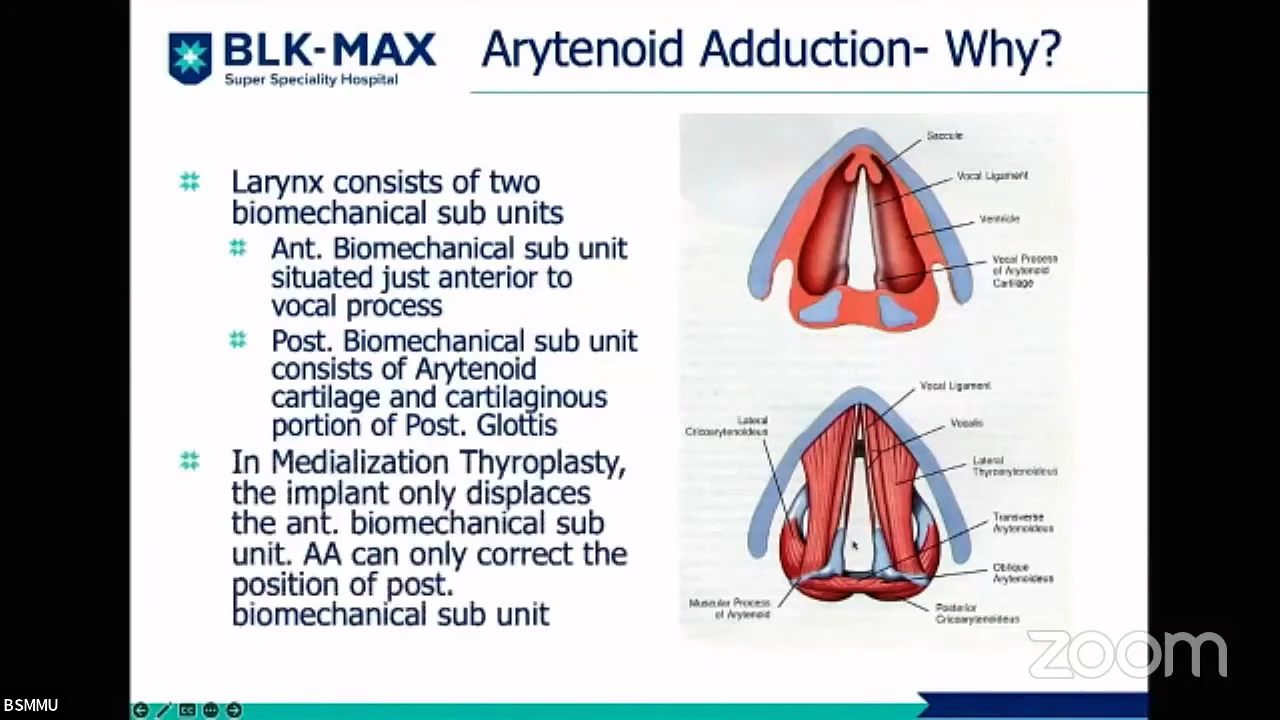 BLK-MAX
Super Speciality Hospital
Arytenoid Adduction- Why?
Larynx consists of two
biomechanical sub units
Ant. Biomechanical sub unit
situated just anterior to
vocal process
Post. Biomechanical sub unit
consists of Arytenoid
cartilage and cartilaginous
portion of Post. Glottis
In Medialization Thyroplasty,
the implant only displaces
the ant. biomechanical sub
unit. AA can only correct the
position of post.
biomechanical sub unit
Saccule
Vocal Ligament
Ventricle
Vocal Process
of Arytenoid
Cartilage
Vocal Ligament
Lateral
Cricoarytenoideus
Vocalis
Lateral
Thyroarytenoideus
Transverse
Arytenoideus
Oblique
Arytenoideus
Muscular Process
of Arytenoid
Posterior
Cricoarytenoideus
zoom
BSMMU
CC